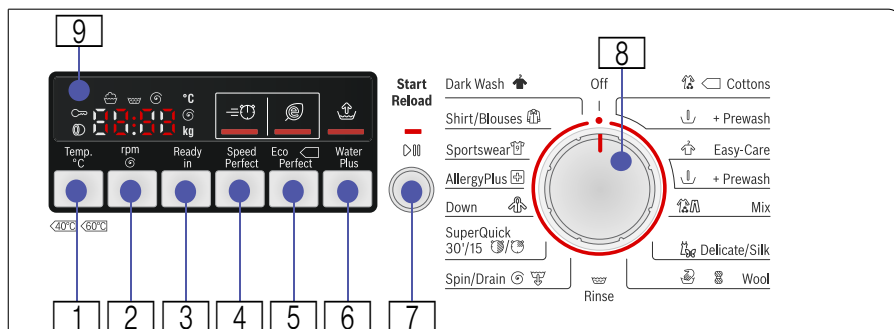 9
8
°C
18:88
kg
Start
Reload
Temp.
°C
rpm
Ready
in
Speed
Perfect
Eco
Perfect
Water
Plus
40°C 60°C
1 2 3 4 5 6 7
Dark Wash
Shirt/Blouses
Sportswear
AllergyPlus
Down
SuperQuick
30'/15
Spin/Drain
Off
Rinse
Cottons
+ Prewash
Easy-Care
+ Prewash
Mix
Delicate/Silk
Wool